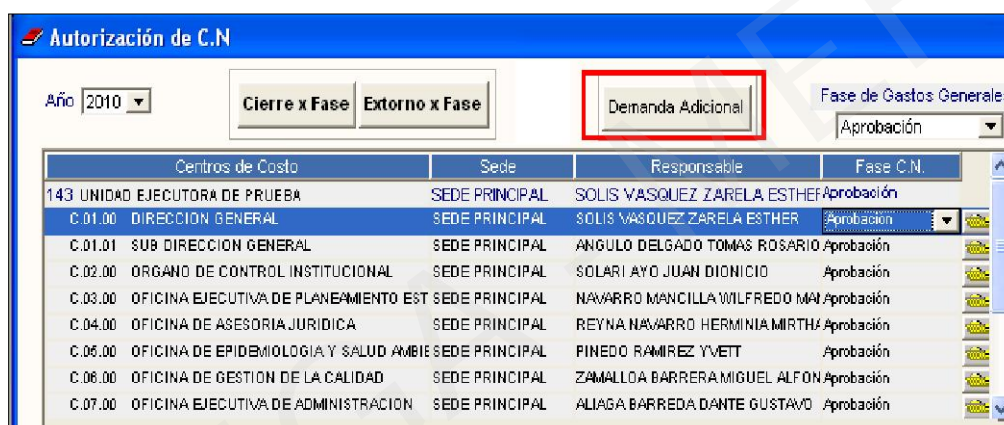 Autorización de C.N
Año 2010 Cierre x Fase Extorno x Fase Demanda Adicional Fase de Gastos Generale
Aprobación
Centros de Costo Sede Responsable Fase C.N.
143 UNIDAD EJECUTORA DE PRUEBA SEDE PRINCIPAL SOLIS VASQUEZ ZARELA ESTHER Aprobación
C.01.00 DIRECCION GENERAL SEDE PRINCIPAL SOLIS VASQUEZ ZARELA ESTHER Aprobación
C.01.01 SUB DIRECCION GENERAL SEDE PRINCIPAL ANGULO DELGADO TOMAS ROSARIO Aprobación
C.02.00 ORGANO DE CONTROL INSTITUCIONAL SEDE PRINCIPAL SOLARI AYO JUAN DIONICIO Aprobación
C.03.00 OFICINA EJECUTIVA DE PLANEAMIENTO EST SEDE PRINCIPAL NAVARRO MANCILLA WILFREDO MAN Aprobación
C.04.00 OFICINA DE ASESORIA JURIDICA SEDE PRINCIPAL REYNA NAVARRO HERMINIA MIRTHA Aprobación
C.05.00 OFICINA DE EPIDEMIOLOGIA Y SALUD AMBIE SEDE PRINCIPAL PINEDO RAMIREZ YVETT Aprobación
C.06.00 OFICINA DE GESTION DE LA CALIDAD SEDE PRINCIPAL ZAMALLOA BARRERA MIGUEL ALFON Aprobación
C.07.00 OFICINA EJECUTIVA DE ADMINISTRACION SEDE PRINCIPAL ALIAGA BARREDA DANTE GUSTAVO Aprobación